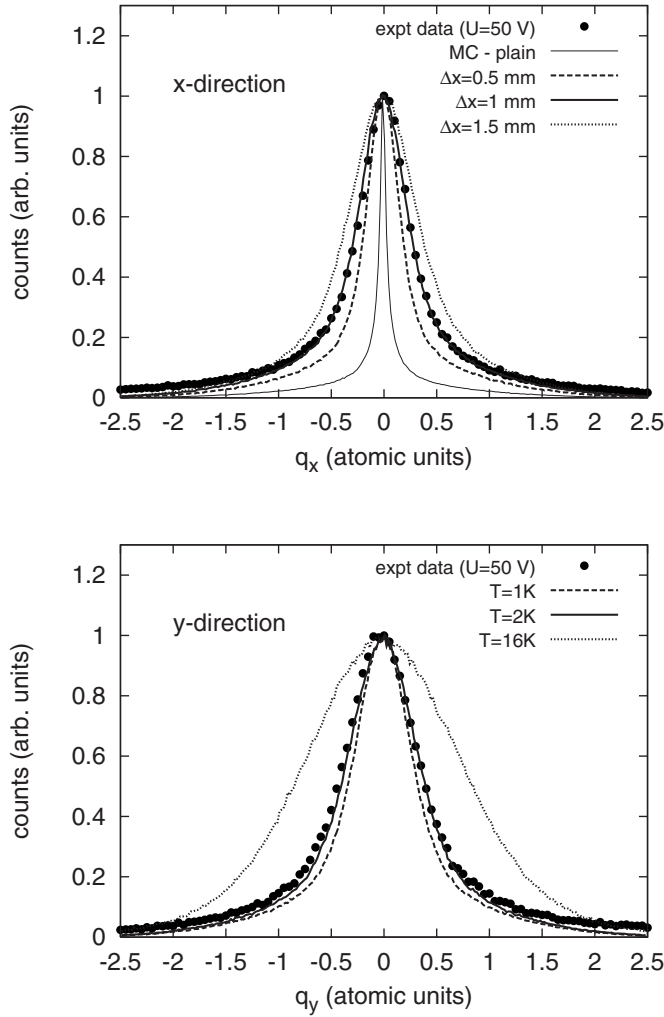 1.2
1
0.8
0.6
0.4
0.2
0
counts (arb. units)
x-direction
expt data (U=50 V)
MC - plain
Δx=0.5 mm
Δx=1 mm
Δx=1.5 mm
-2.5 -2 -1.5 -1 -0.5 0 0.5 1 1.5 2 2.5
q_x (atomic units)
1.2
1
0.8
0.6
0.4
0.2
0
counts (arb. units)
y-direction
expt data (U=50 V)
T=1K
T=2K
T=16K
-2.5 -2 -1.5 -1 -0.5 0 0.5 1 1.5 2 2.5
q_y (atomic units)